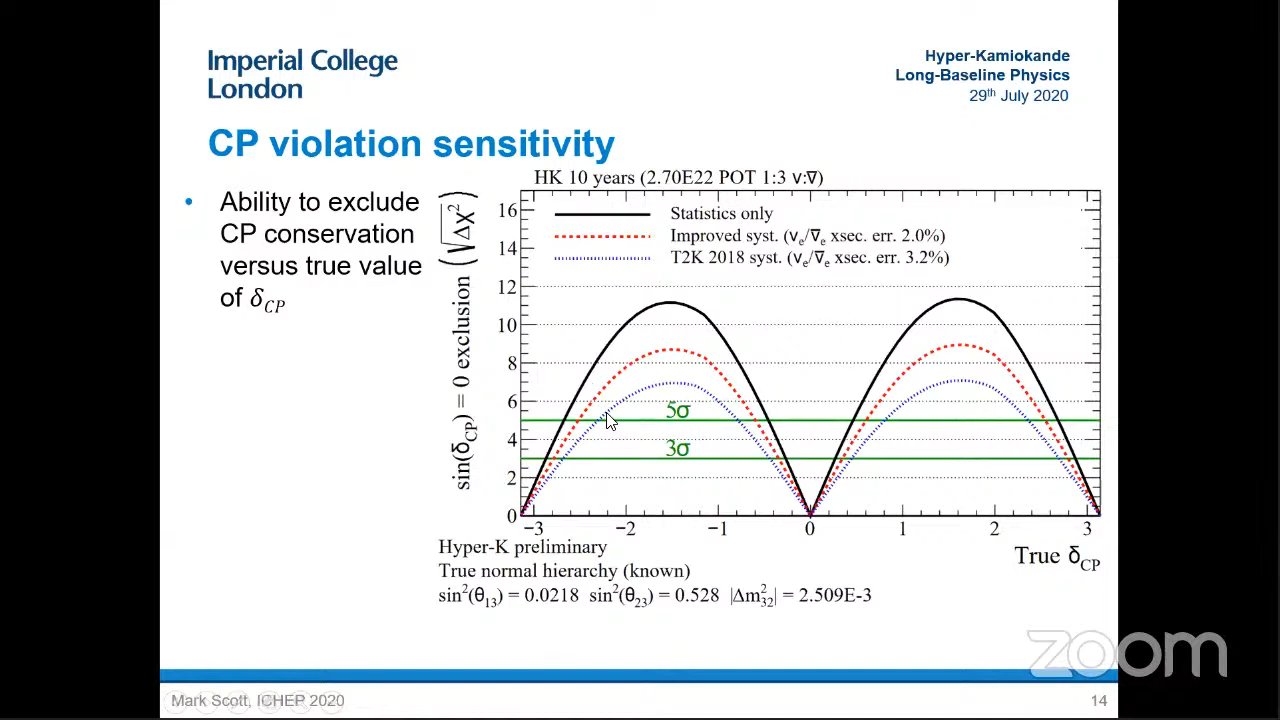 Imperial College
London
Hyper-Kamiokande
Long-Baseline Physics
29th July 2020
CP violation sensitivity
• Ability to exclude
CP conservation
versus true value
of δCP
HK 10 years (2.70E22 POT 1:3 ν:ν̅)
Statistics only
Improved syst. (νe/ν̅e xsec. err. 2.0%)
T2K 2018 syst. (νe/ν̅e xsec. err. 3.2%)
sin(δCP) = 0 exclusion (√Δχ²)
16
14
12
10
8
6
4
2
0
5σ
3σ
−3 −2 −1 0 1 2 3
True δCP
Hyper-K preliminary
True normal hierarchy (known)
sin²(θ13) = 0.0218 sin²(θ23) = 0.528 |Δm²32| = 2.509E-3
zoom
Mark Scott, ICHEP 2020
14